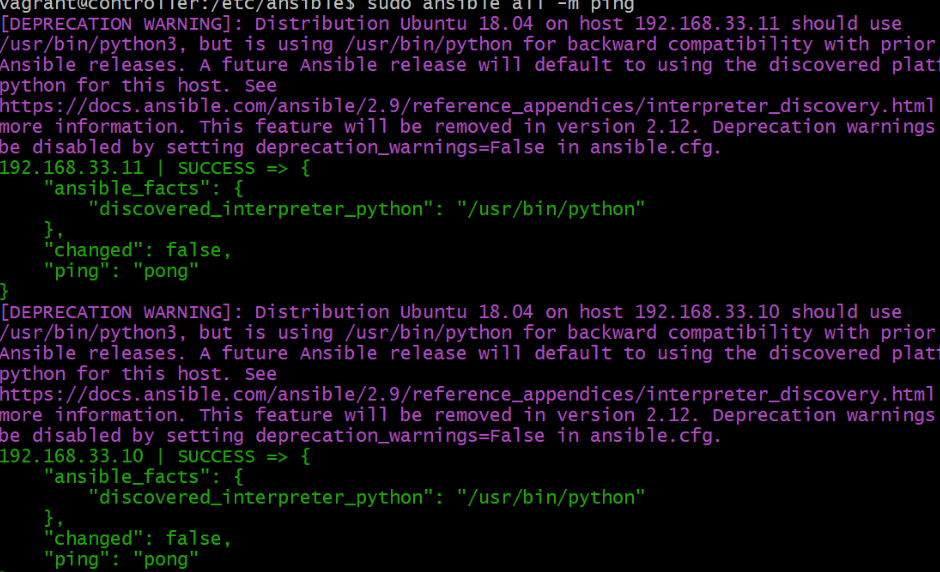 vagrant@controller:/etc/ansible$ sudo ansible all -m ping
[DEPRECATION WARNING]: Distribution Ubuntu 18.04 on host 192.168.33.11 should use
/usr/bin/python3, but is using /usr/bin/python for backward compatibility with prior
Ansible releases. A future Ansible release will default to using the discovered platf
python for this host. See
https://docs.ansible.com/ansible/2.9/reference_appendices/interpreter_discovery.html
more information. This feature will be removed in version 2.12. Deprecation warnings
be disabled by setting deprecation_warnings=False in ansible.cfg.
192.168.33.11 | SUCCESS => {
    "ansible_facts": {
        "discovered_interpreter_python": "/usr/bin/python"
    },
    "changed": false,
    "ping": "pong"
}
[DEPRECATION WARNING]: Distribution Ubuntu 18.04 on host 192.168.33.10 should use
/usr/bin/python3, but is using /usr/bin/python for backward compatibility with prior
Ansible releases. A future Ansible release will default to using the discovered platf
python for this host. See
https://docs.ansible.com/ansible/2.9/reference_appendices/interpreter_discovery.html
more information. This feature will be removed in version 2.12. Deprecation warnings
be disabled by setting deprecation_warnings=False in ansible.cfg.
192.168.33.10 | SUCCESS => {
    "ansible_facts": {
        "discovered_interpreter_python": "/usr/bin/python"
    },
    "changed": false,
    "ping": "pong"